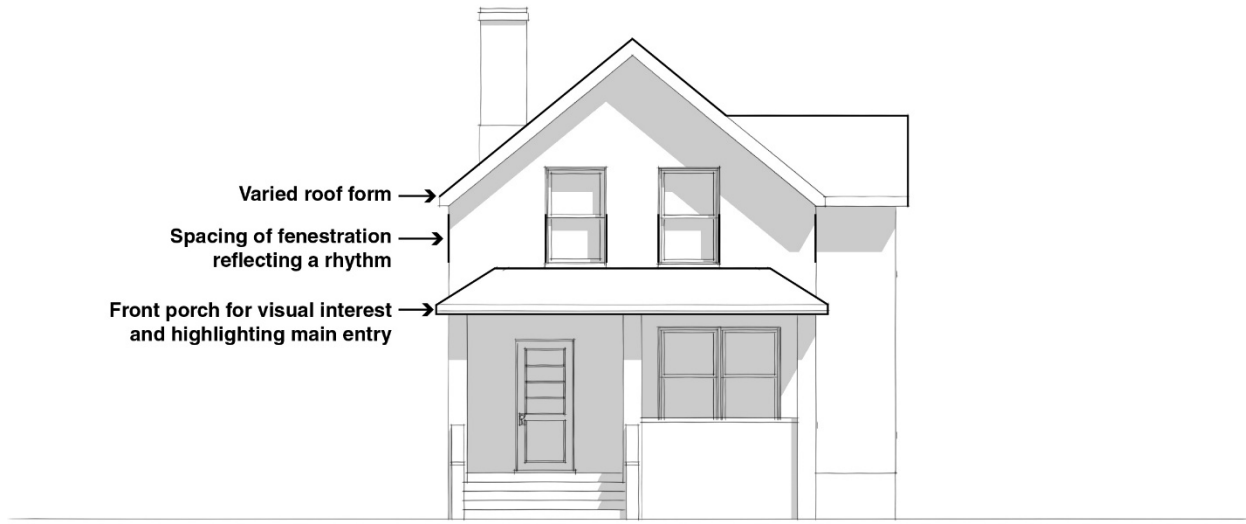 Varied roof form
Spacing of fenestration
reflecting a rhythm
Front porch for visual interest
and highlighting main entry